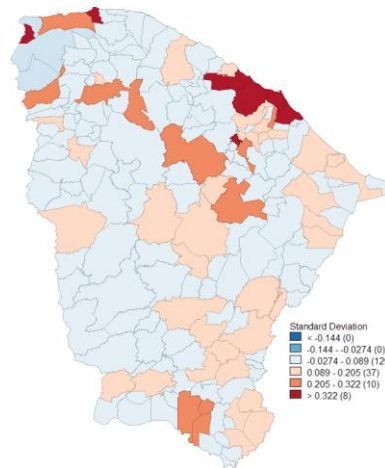 Standard Deviation
< -0.144 (0)
-0.144 - -0.0274 (0)
-0.0274 - 0.089 (12
0.089 - 0.205 (37)
0.205 - 0.322 (10)
> 0.322 (8)